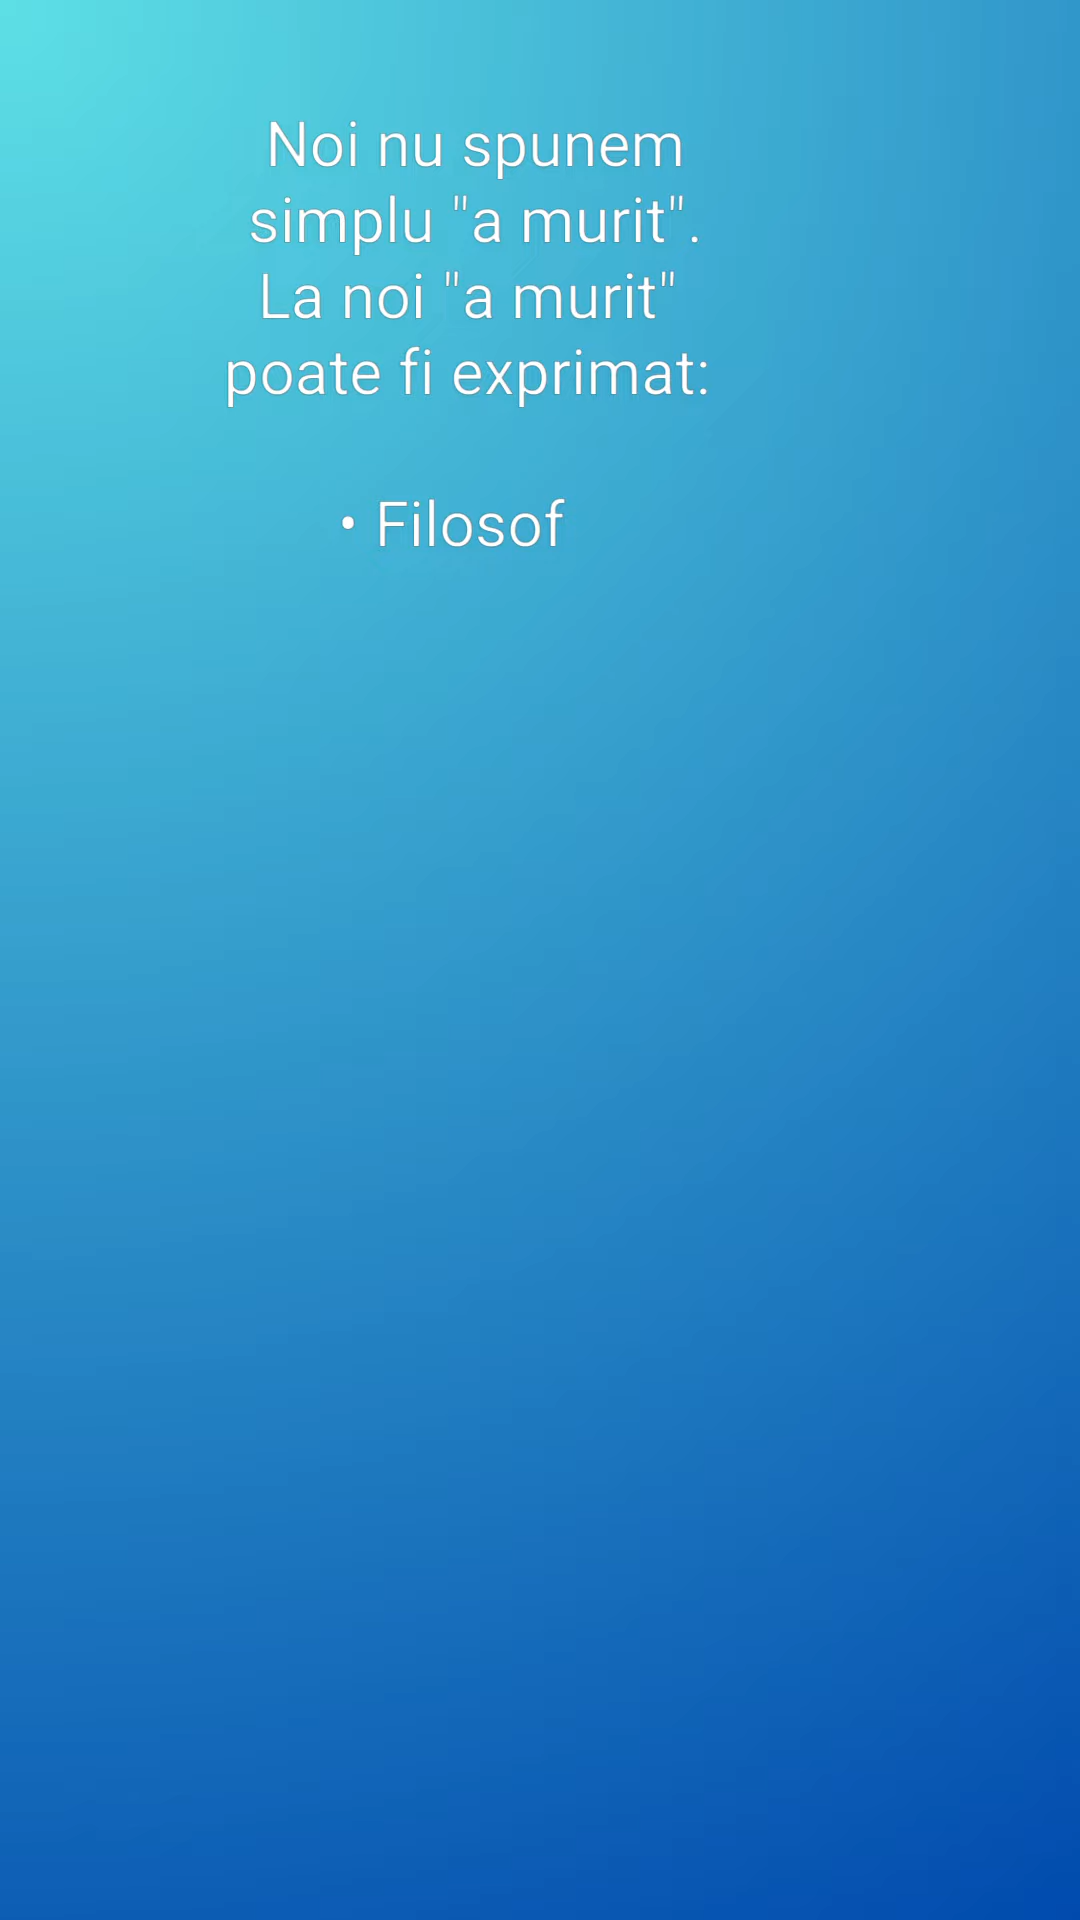 Noi nu spunem
simplu "a murit".
La noi "a murit"
poate fi exprimat:
• Filosof